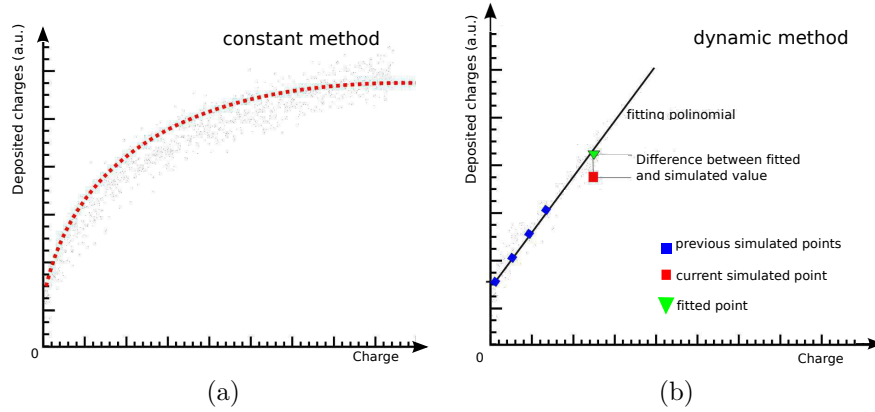 constant method
Deposited charges (a.u.)
0
Charge
(a)
dynamic method
Deposited charges (a.u.)
fitting polinomial
Difference between fitted
and simulated value
previous simulated points
current simulated point
fitted point
0
Charge
(b)